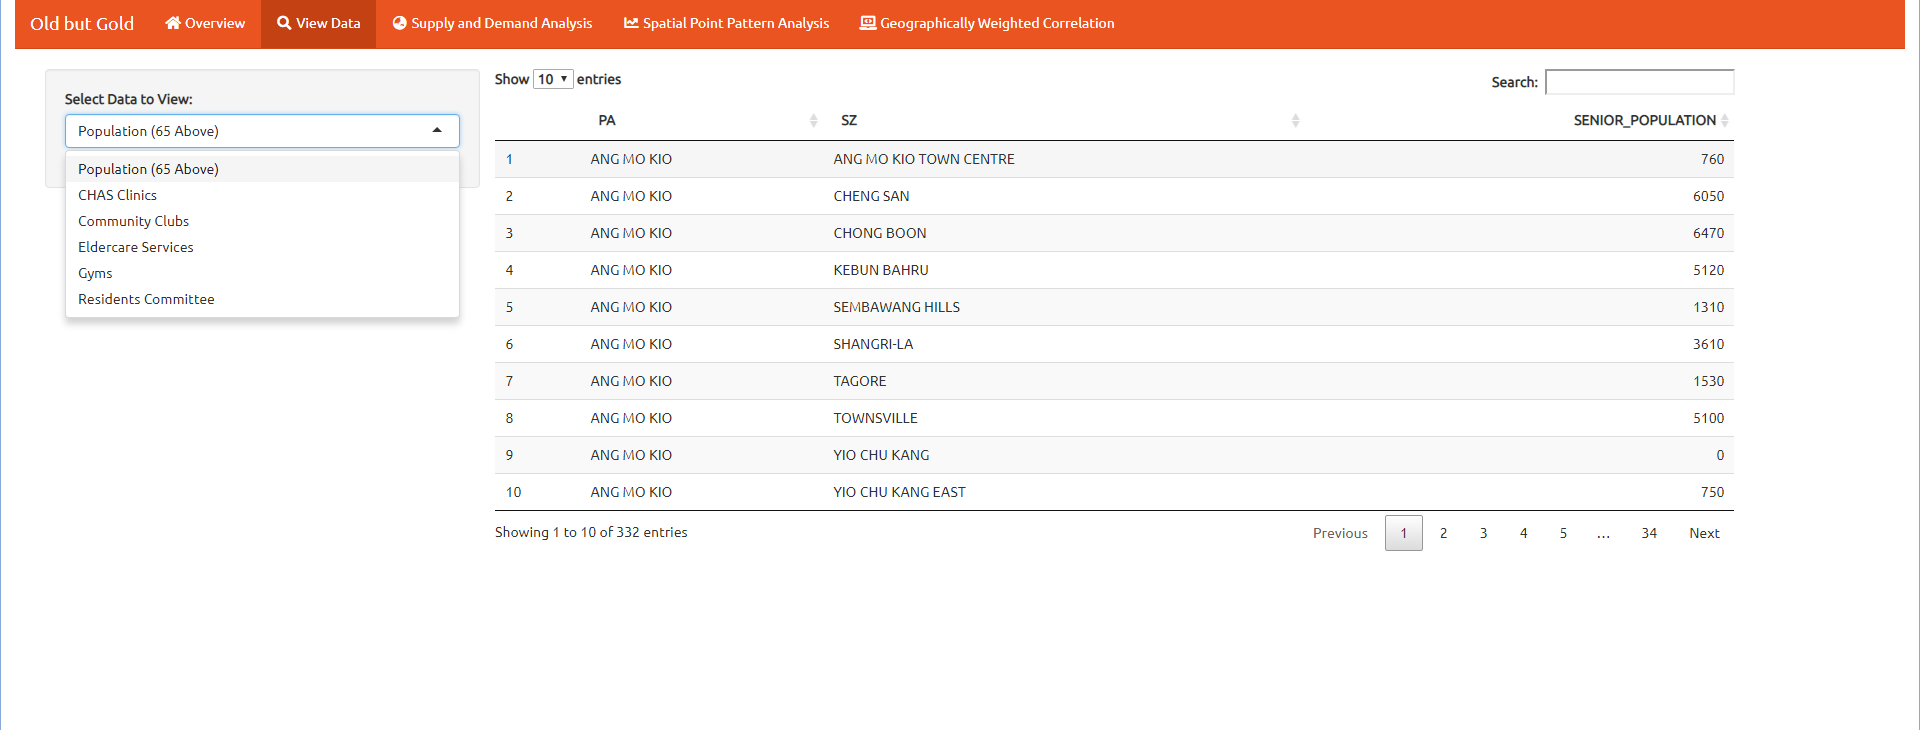 Old but Gold Overview View Data Supply and Demand Analysis Spatial Point Pattern Analysis Geographically Weighted Correlation
Select Data to View:
Population (65 Above)
Population (65 Above)
CHAS Clinics
Community Clubs
Eldercare Services
Gyms
Residents Committee
Show 10 entries
Search:
PA SZ SENIOR_POPULATION
1 ANG MO KIO ANG MO KIO TOWN CENTRE 760
2 ANG MO KIO CHENG SAN 6050
3 ANG MO KIO CHONG BOON 6470
4 ANG MO KIO KEBUN BAHRU 5120
5 ANG MO KIO SEMBAWANG HILLS 1310
6 ANG MO KIO SHANGRI-LA 3610
7 ANG MO KIO TAGORE 1530
8 ANG MO KIO TOWNSVILLE 5100
9 ANG MO KIO YIO CHU KANG 0
10 ANG MO KIO YIO CHU KANG EAST 750
Showing 1 to 10 of 332 entries
Previous 1 2 3 4 5 … 34 Next